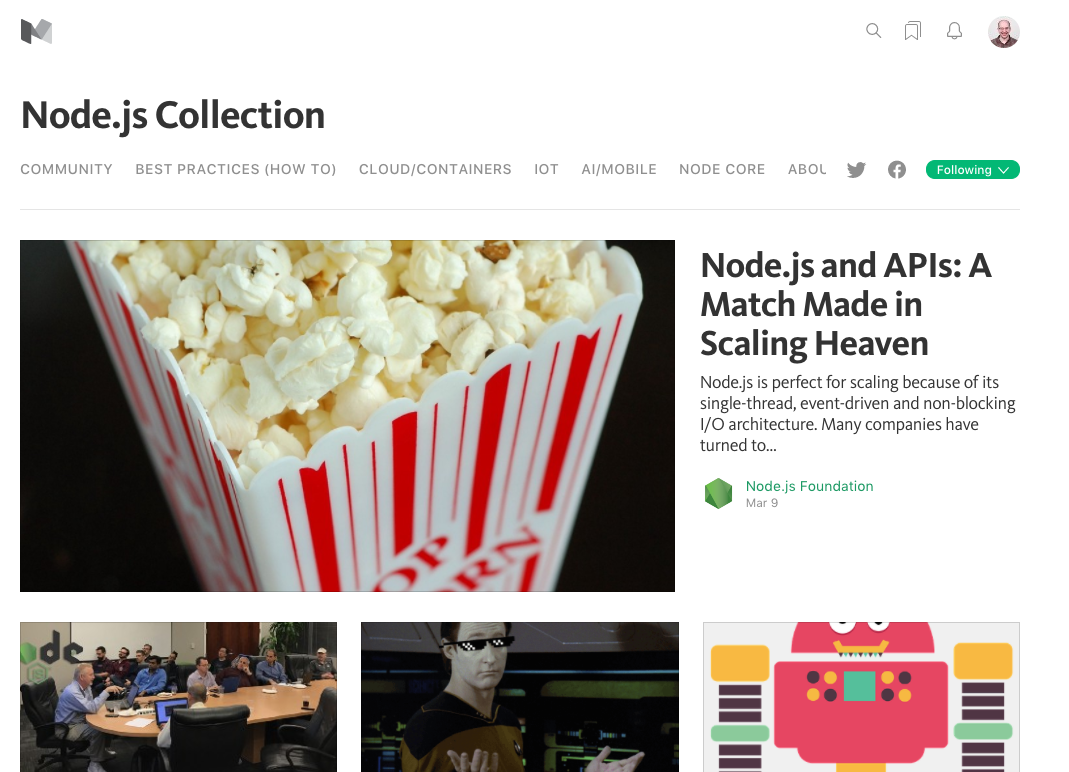 Node.js Collection
COMMUNITY BEST PRACTICES (HOW TO) CLOUD/CONTAINERS IOT AI/MOBILE NODE CORE ABOU Following
Node.js and APIs: A
Match Made in
Scaling Heaven
Node.js is perfect for scaling because of its
single-thread, event-driven and non-blocking
I/O architecture. Many companies have
turned to...
Node.js Foundation
Mar 9
POP
CORN